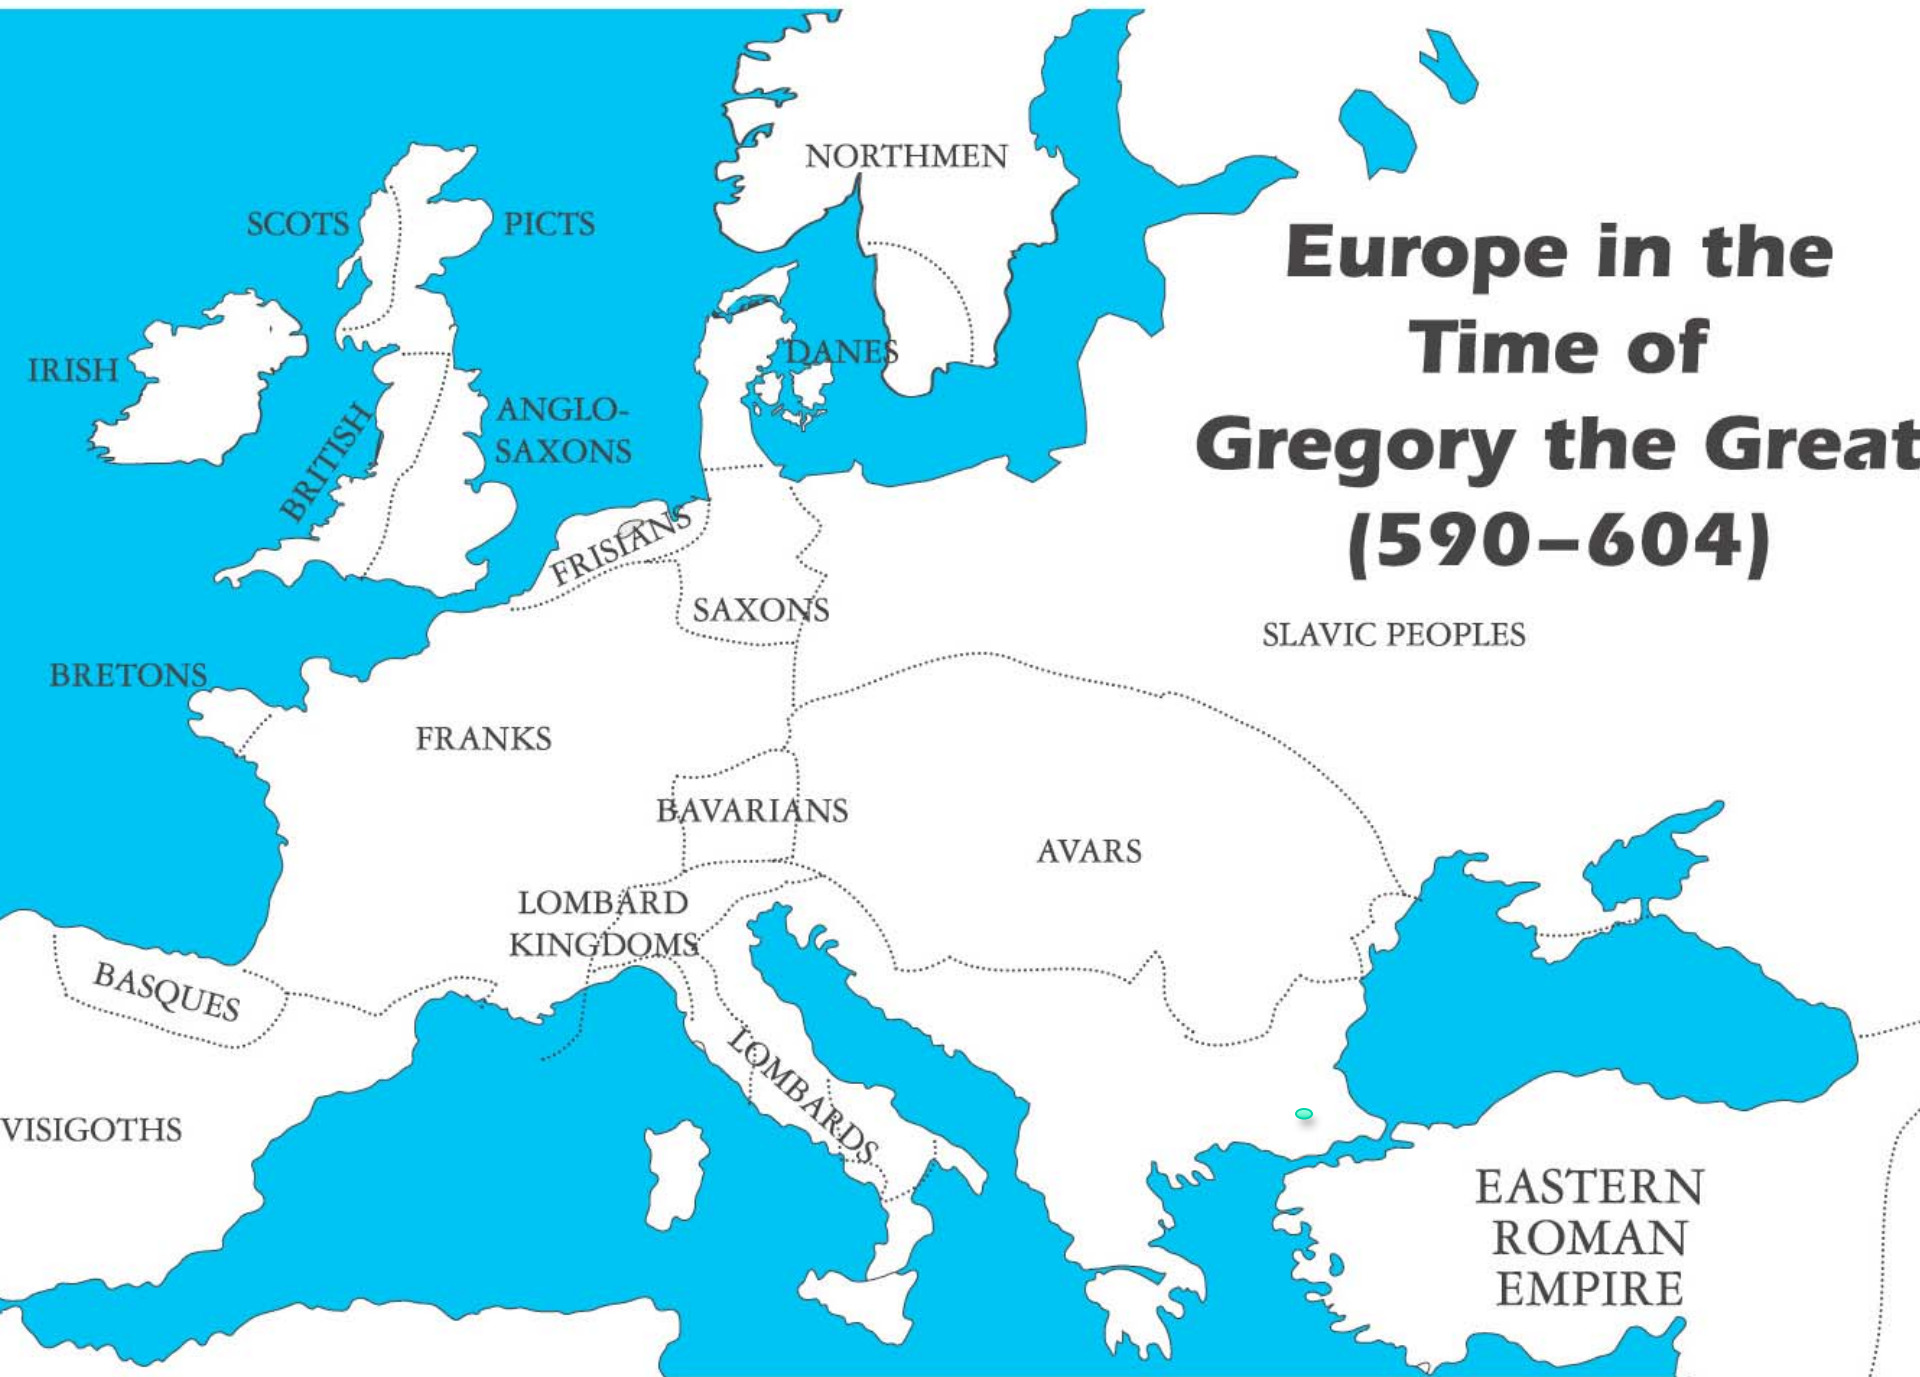 NORTHMEN
SCOTS
PICTS
Europe in the
Time of
Gregory the Great
(590–604)
IRISH
DANES
BRITISH
ANGLO-
SAXONS
FRISIANS
SAXONS
SLAVIC PEOPLES
BRETONS
FRANKS
BAVARIANS
AVARS
LOMBARD
KINGDOMS
BASQUES
LOMBARDS
VISIGOTHS
EASTERN
ROMAN
EMPIRE